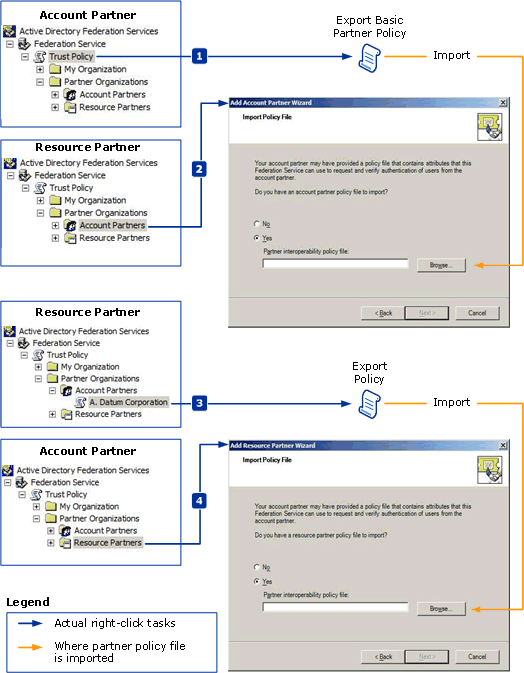 Account Partner
Active Directory Federation Services
Federation Service
Trust Policy
My Organization
Partner Organizations
Account Partners
Resource Partners
1
Export Basic
Partner Policy
Import
Resource Partner
Active Directory Federation Services
Federation Service
Trust Policy
My Organization
Partner Organizations
Account Partners
Resource Partners
2
Add Account Partner Wizard
Import Policy File
Your account partner may have provided a policy file that contains attributes that this
Federation Service can use to request and verify authentication of users from the
account partner.
Do you have an account partner policy file to import?
No
Yes
Partner interoperability policy file:
Browse...
< Back
Next >
Cancel
Resource Partner
Active Directory Federation Services
Federation Service
Trust Policy
My Organization
Partner Organizations
Account Partners
A. Datum Corporation
Resource Partners
3
Export
Policy
Import
Account Partner
Active Directory Federation Services
Federation Service
Trust Policy
My Organization
Partner Organizations
Account Partners
Resource Partners
4
Add Resource Partner Wizard
Import Policy File
Your account partner may have provided a policy file that contains attributes that this
Federation Service can use to request and verify authentication of users from the
account partner.
Do you have a resource partner policy file to import?
No
Yes
Partner interoperability policy file:
Browse...
< Back
Next >
Cancel
Legend
Actual right-click tasks
Where partner policy file
is imported